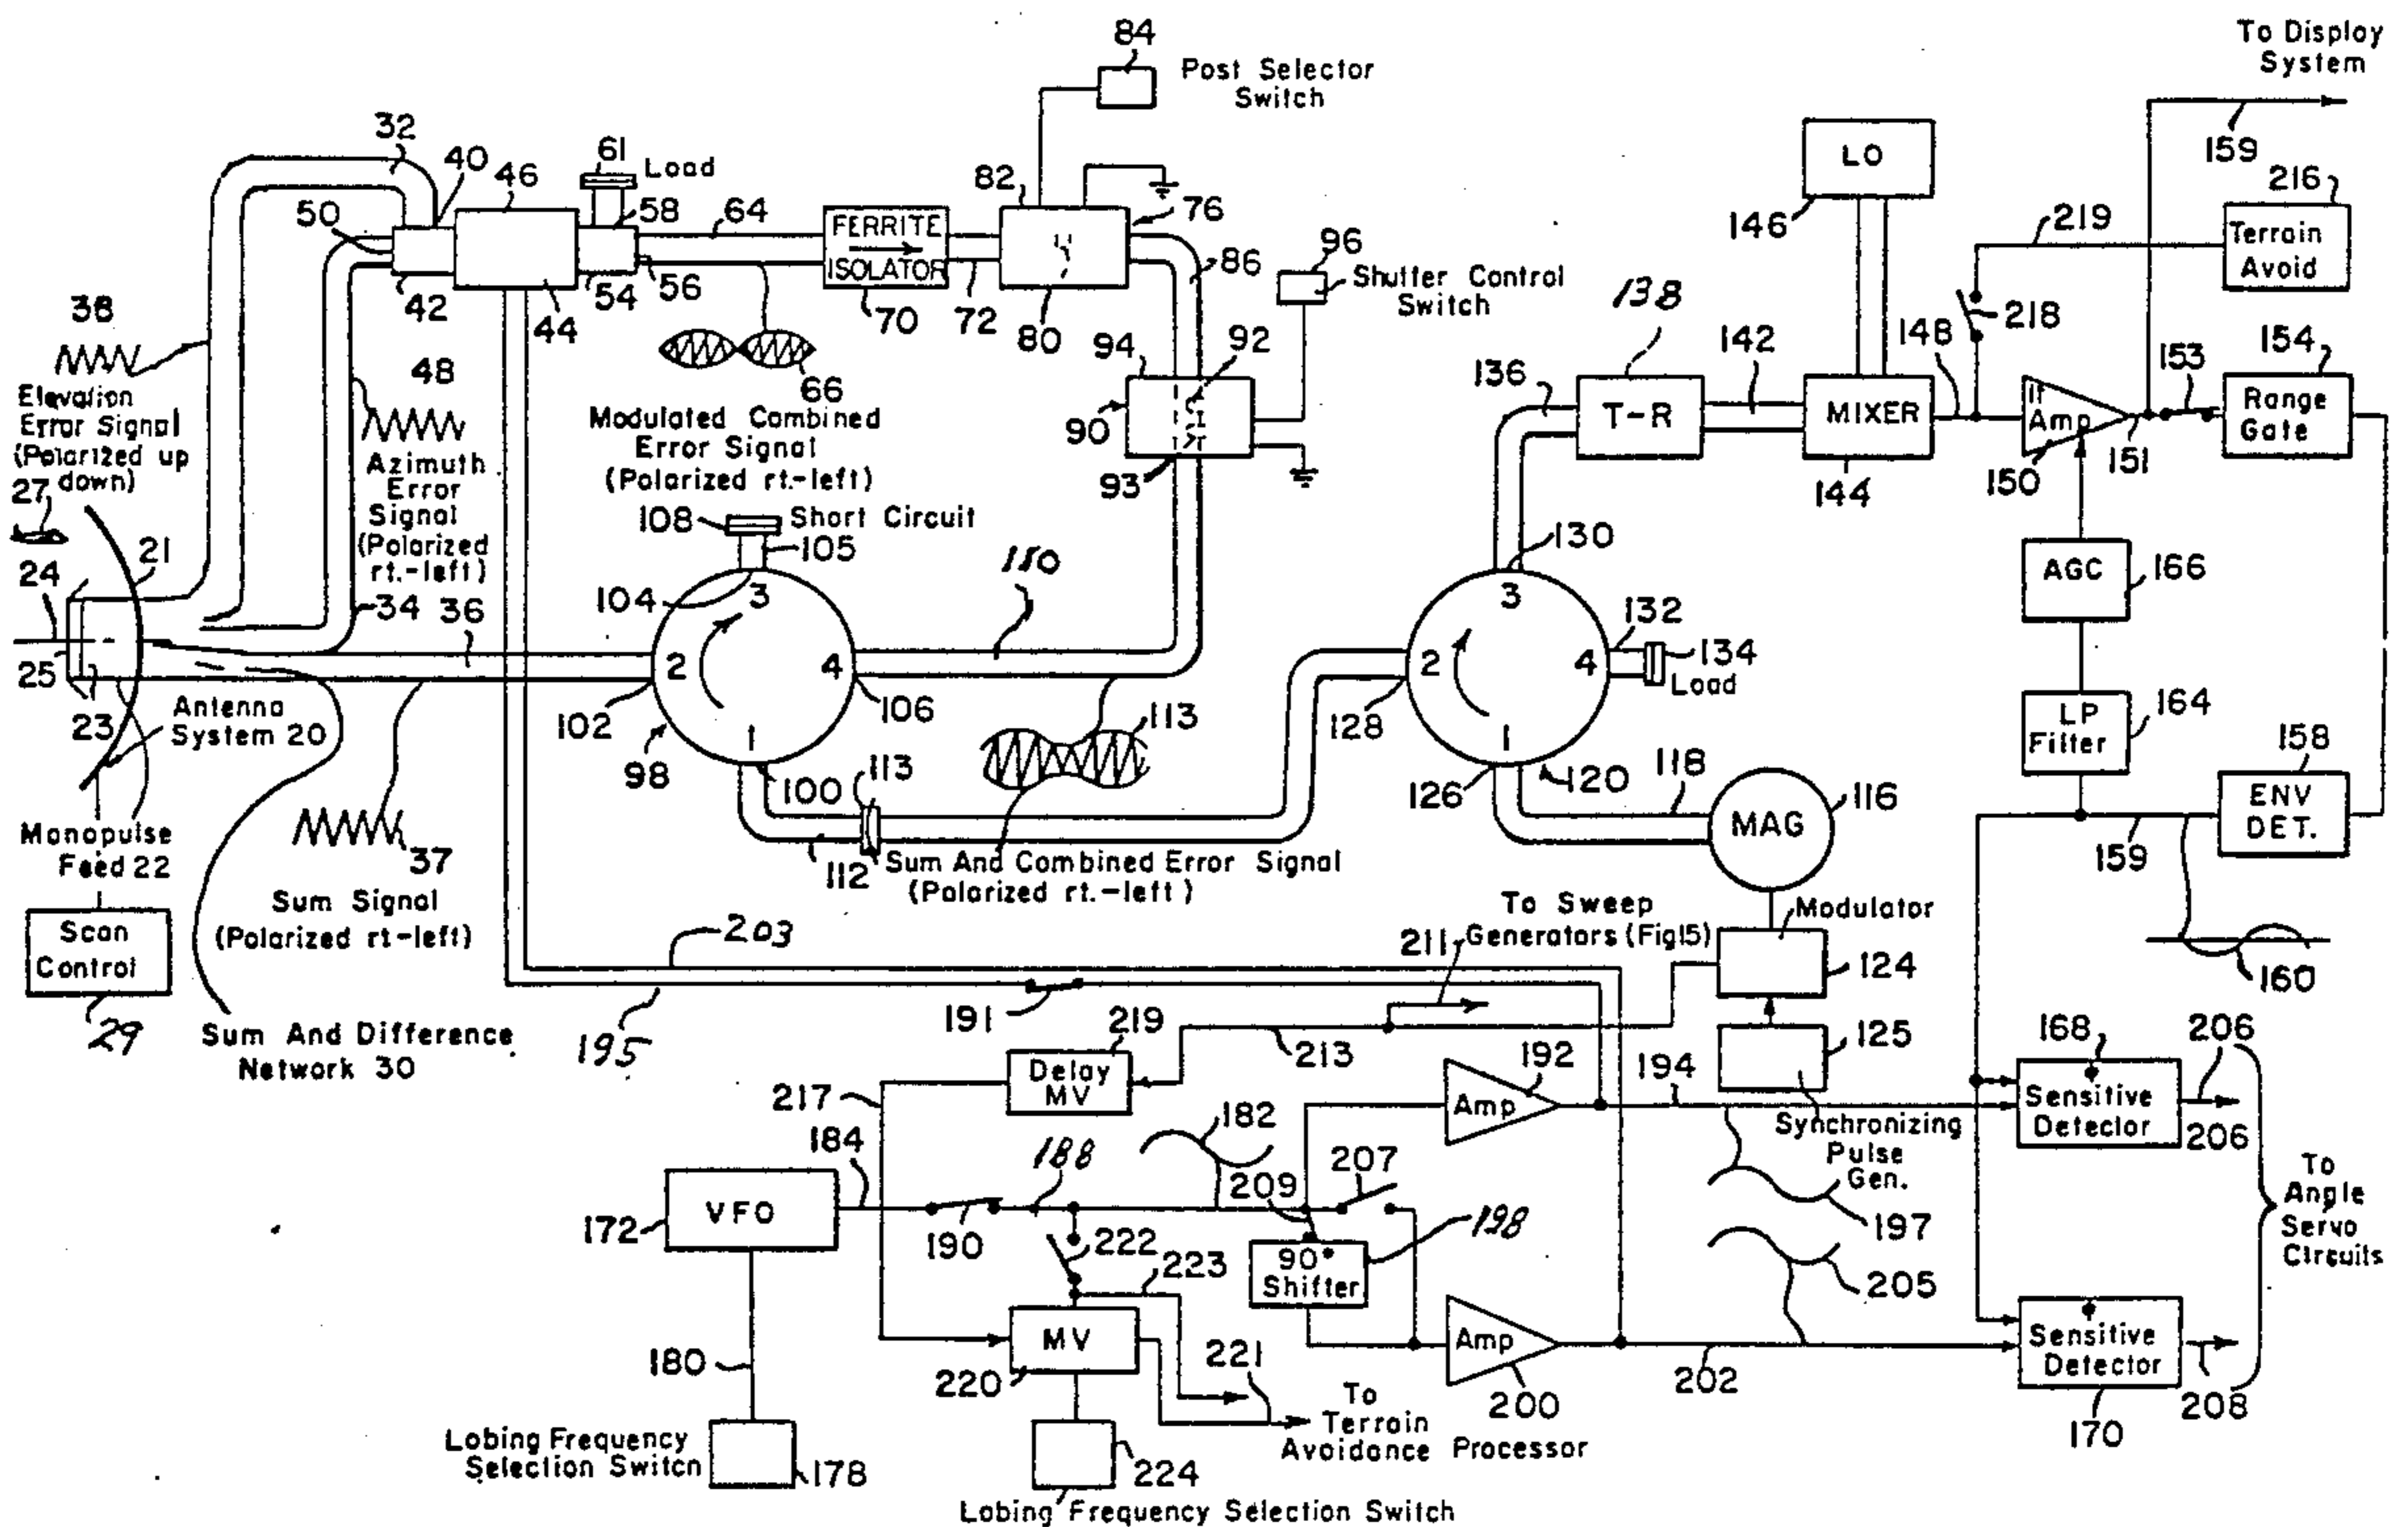 84
Post Selector
Switch
To Display
System
32
40
46
61
Load
82
76
LO
159
216
50
58
64
FERRITE
ISOLATOR
86
96
Shutter Control
Switch
138
146
219
Terrain
Avoid
42
44
54
56
70
72
80
218
38
48
66
94
92
136
142
148
153
154
Elevation
Error Signal
(Polarized up
down)
Modulated Combined
Error Signal
(Polarized rt.-left)
90
T-R
MIXER
IF
Amp
Range
Gate
151
27
Azimuth
Error
Signal
(Polarized
rt.-left)
93
144
150
108
Short Circuit
21
105
130
24
34
36
104
3
150
3
AGC
166
132
25
2
4
2
4
134
Load
23
Antenna
System 20
102
106
128
LP
Filter
164
1
113
1
158
98
100
113
126
120
118
116
Monopulse
Feed 22
37
MAG
ENV
DET.
112
Sum And Combined Error Signal
(Polarized rt.-left)
159
Sum Signal
(Polarized rt-left)
To Sweep
Generators (Fig15)
Modulator
Scan
Control
203
211
124
160
29
Sum And Difference
Network 30
195
191
219
213
192
194
125
168
206
Delay
MV
217
182
Amp
Sensitive
Detector
206
Synchronizing
Pulse
Gen.
184
188
207
209
To
Angle
Servo
Circuits
VFO
172
190
222
198
197
90°
Shifter
223
205
MV
Amp
Sensitive
Detector
180
220
221
200
202
208
To
Terrain
Avoidance Processor
170
Lobing Frequency
Selection Switch
178
224
Lobing Frequency Selection Switch